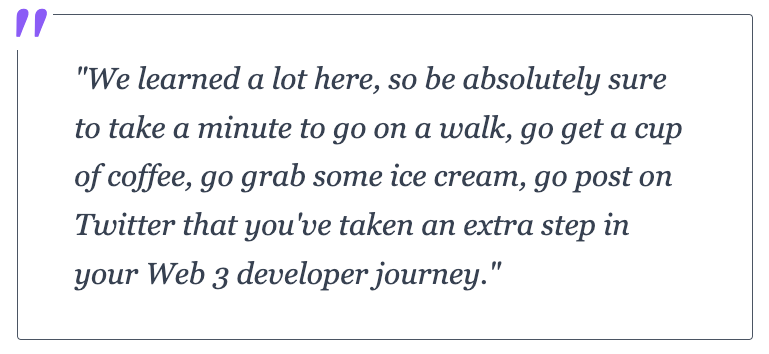 "We learned a lot here, so be absolutely sure
to take a minute to go on a walk, go get a cup
of coffee, go grab some ice cream, go post on
Twitter that you've taken an extra step in
your Web 3 developer journey."